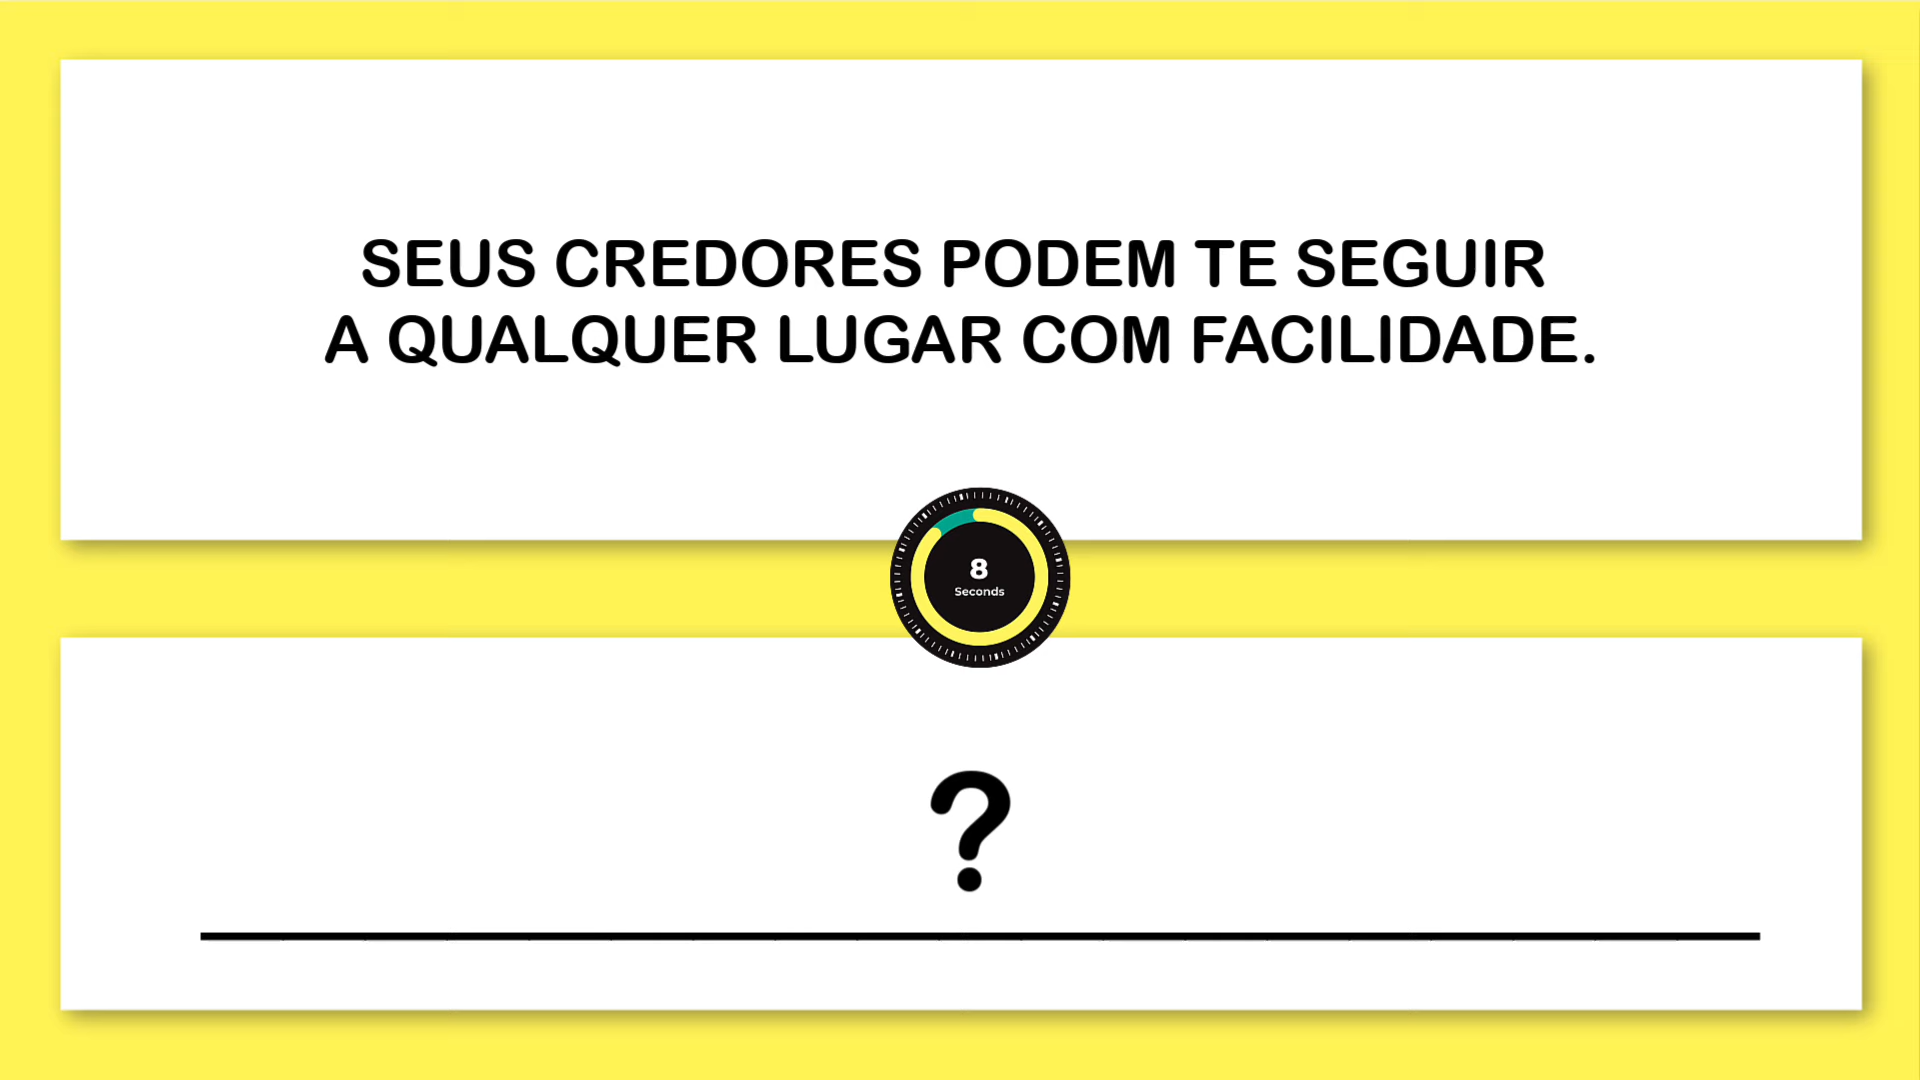 SEUS CREDORES PODEM TE SEGUIR
A QUALQUER LUGAR COM FACILIDADE.
8
Seconds
?